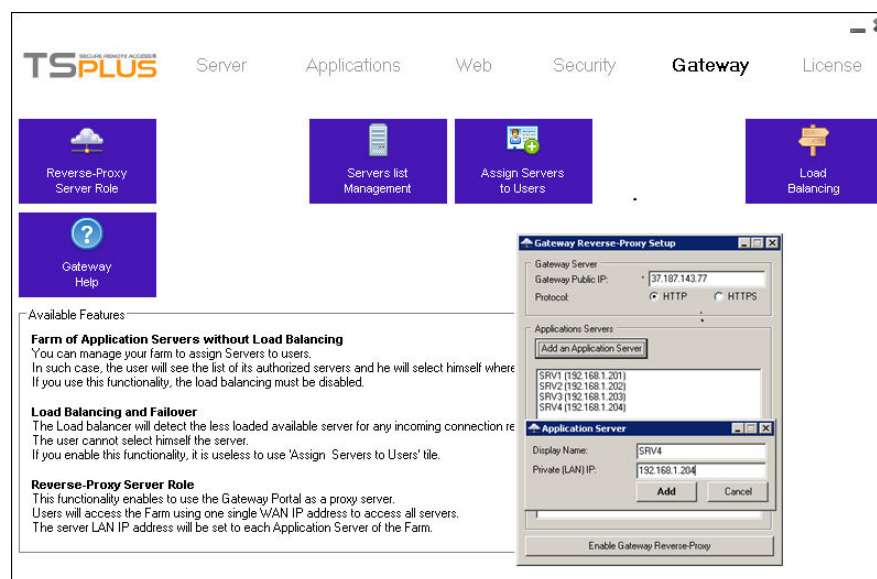 TSPLUS SECURE REMOTE ACCESS®
Server
Applications
Web
Security
Gateway
License
Reverse-Proxy
Server Role
Servers list
Management
Assign Servers
to Users
Load
Balancing
Gateway
Help
Available Features
Farm of Application Servers without Load Balancing
You can manage your farm to assign Servers to users.
In such case, the user will see the list of its authorized servers and he will select himself where
If you use this functionality, the load balancing must be disabled.
Load Balancing and Failover
The Load balancer will detect the less loaded available server for any incoming connection re
The user cannot select himself the server.
If you enable this functionality, it is useless to use 'Assign Servers to Users' tile.
Reverse-Proxy Server Role
This functionality enables to use the Gateway Portal as a proxy server.
Users will access the Farm using one single WAN IP address to access all servers.
The server LAN IP address will be set to each Application Server of the Farm.
Gateway Reverse-Proxy Setup
Gateway Server
Gateway Public IP: 37.187.143.77
Protocol: HTTP HTTPS
Applications Servers
Add an Application Server
SRV1 (192.168.1.201)
SRV2 (192.168.1.202)
SRV3 (192.168.1.203)
SRV4 (192.168.1.204)
Application Server
Display Name: SRV4
Private (LAN) IP: 192.168.1.204
Add Cancel
Enable Gateway Reverse-Proxy